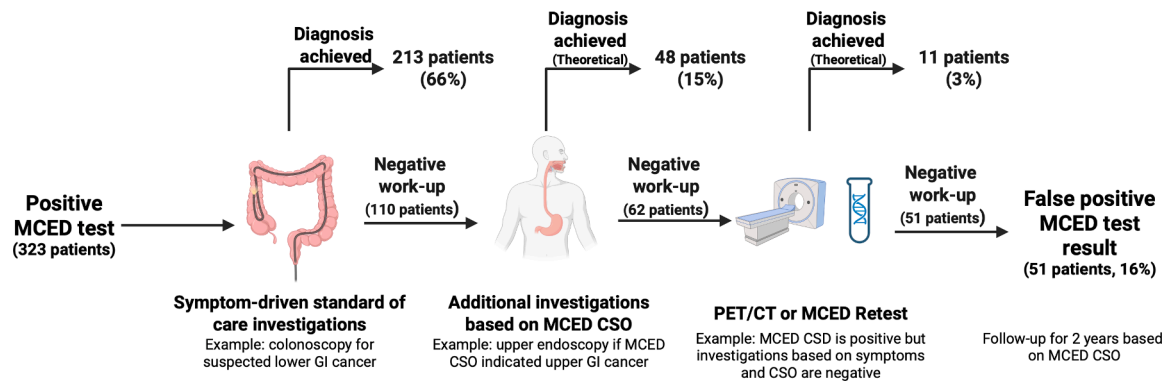 Diagnosis
achieved
213 patients
(66%)
Diagnosis
achieved
(Theoretical)
48 patients
(15%)
Diagnosis
achieved
(Theoretical)
11 patients
(3%)
Positive
MCED test
(323 patients)
Negative
work-up
(110 patients)
Negative
work-up
(62 patients)
Negative
work-up
(51 patients)
False positive
MCED test
result
(51 patients, 16%)
Symptom-driven standard of
care investigations
Example: colonoscopy for
suspected lower GI cancer
Additional investigations
based on MCED CSO
Example: upper endoscopy if MCED
CSO indicated upper GI cancer
PET/CT or MCED Retest
Example: MCED CSD is positive but
investigations based on symptoms
and CSO are negative
Follow-up for 2 years based
on MCED CSO